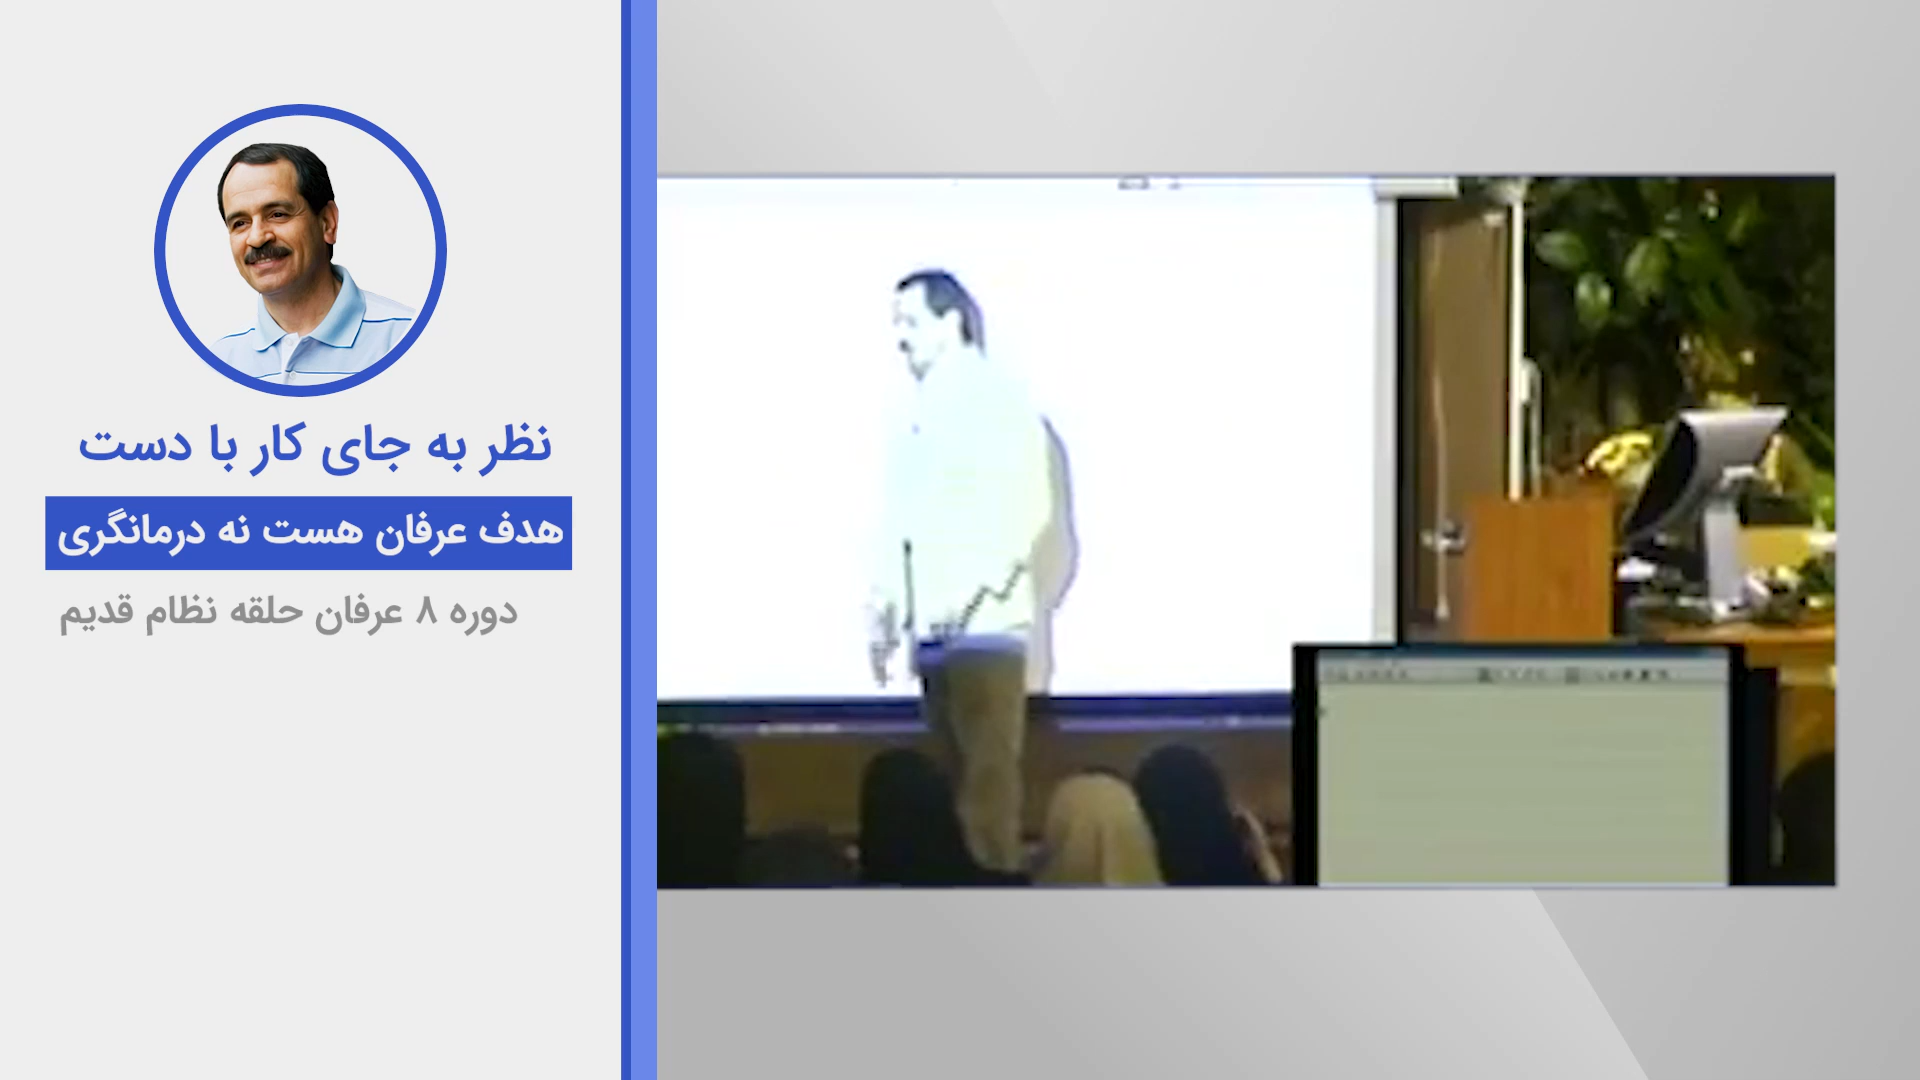 نظر به جای کار با دست
هدف عرفان هست نه درمانگری
دوره ۸ عرفان حلقه نظام قدیم